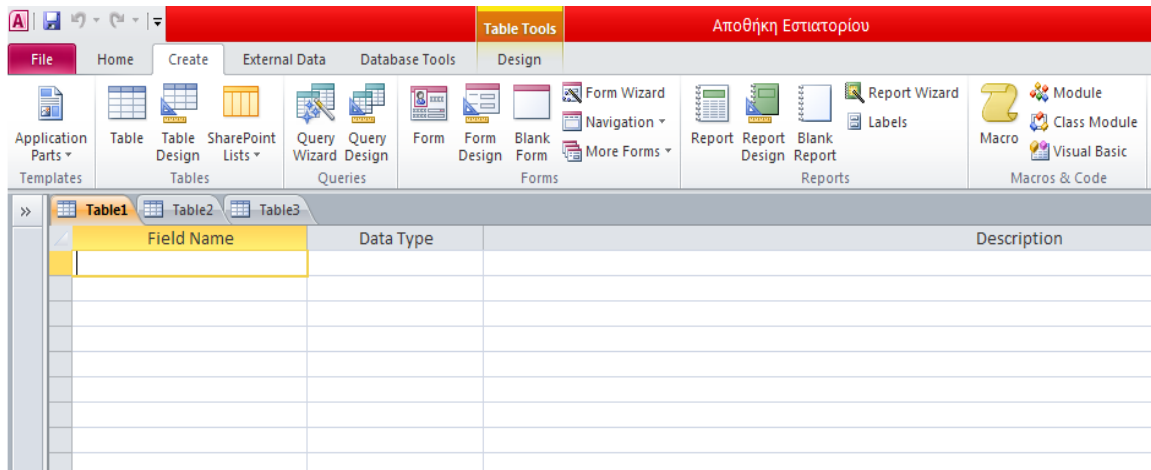 A
Table Tools
Αποθήκη Εστιατορίου
File Home Create External Data Database Tools Design
Application Parts
Table
Table Design
SharePoint Lists
Query Wizard
Query Design
Form
Form Design
Blank Form
Form Wizard
Navigation
More Forms
Report
Report Design
Blank Report
Report Wizard
Labels
Macro
Module
Class Module
Visual Basic
Templates Tables Queries Forms Reports Macros & Code
» Table1 Table2 Table3
Field Name Data Type Description